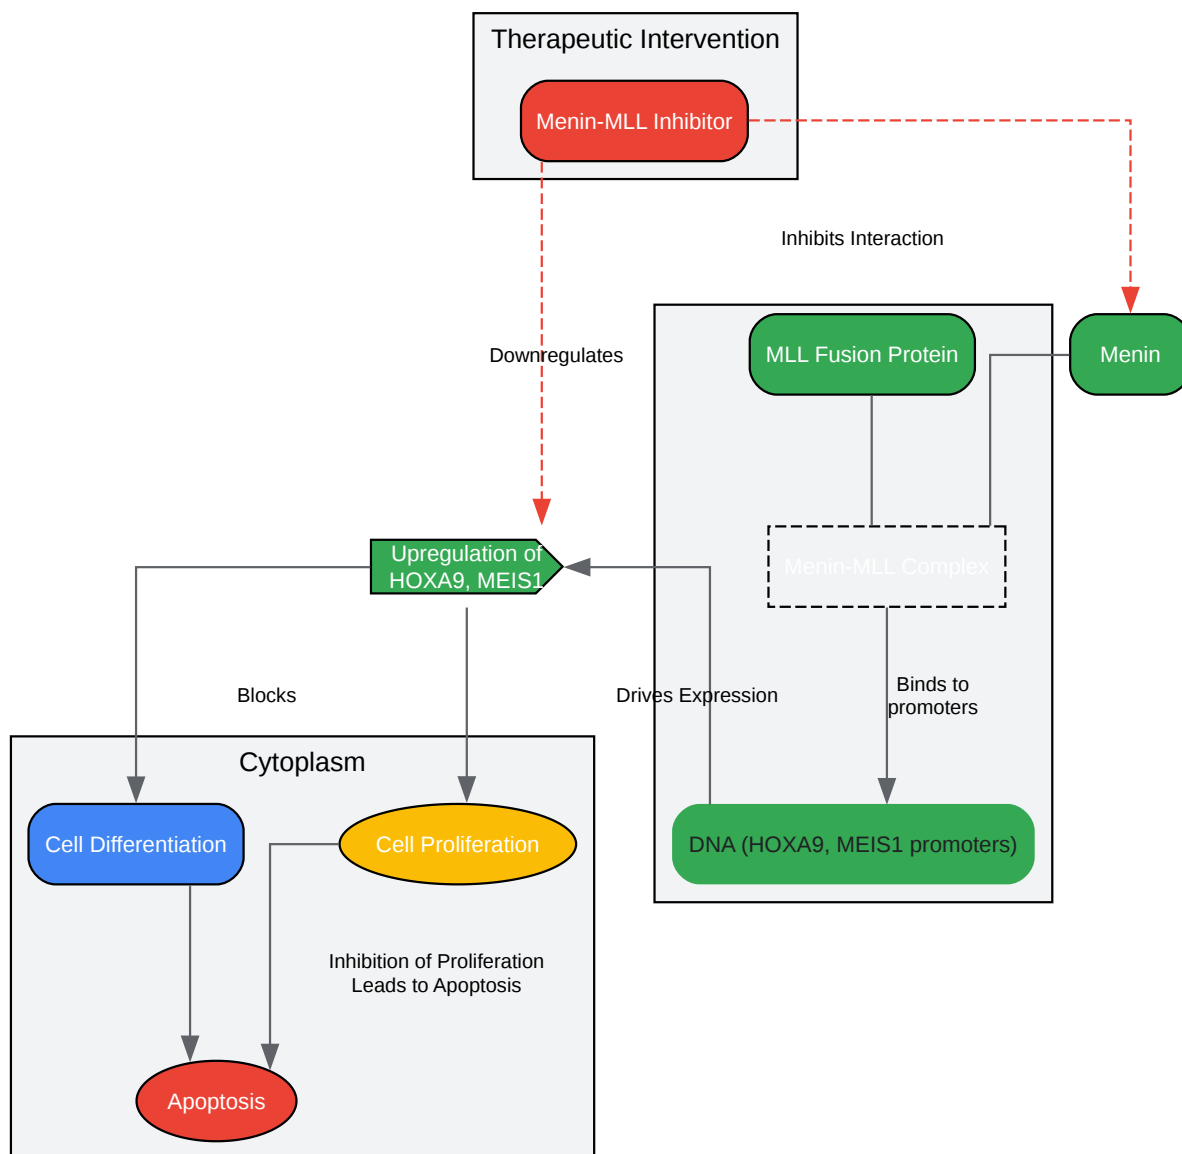 Therapeutic Intervention
Menin-MLL Inhibitor
Inhibits Interaction
Downregulates
MLL Fusion Protein
Menin
Upregulation of
HOXA9, MEIS1
Menin-MLL Complex
Blocks
Drives Expression
Binds to
promoters
Cytoplasm
Cell Differentiation
Cell Proliferation
DNA (HOXA9, MEIS1 promoters)
Inhibition of Proliferation
Leads to Apoptosis
Apoptosis